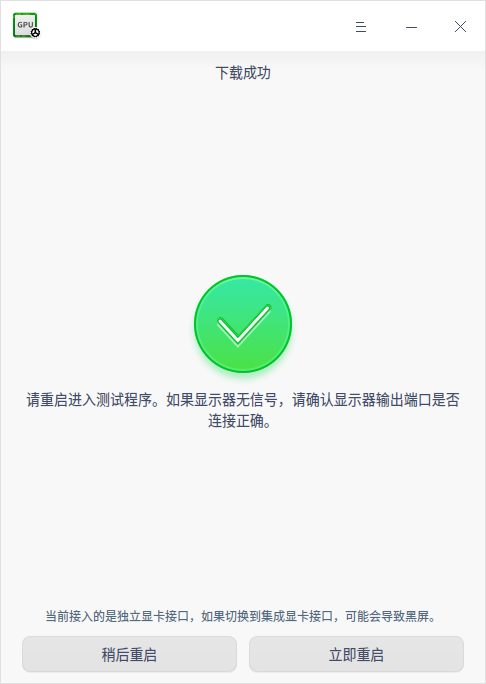 GPU
下载成功
请重启进入测试程序。如果显示器无信号，请确认显示器输出端口是否
连接正确。
当前接入的是独立显卡接口，如果切换到集成显卡接口，可能会导致黑屏。
稍后重启
立即重启